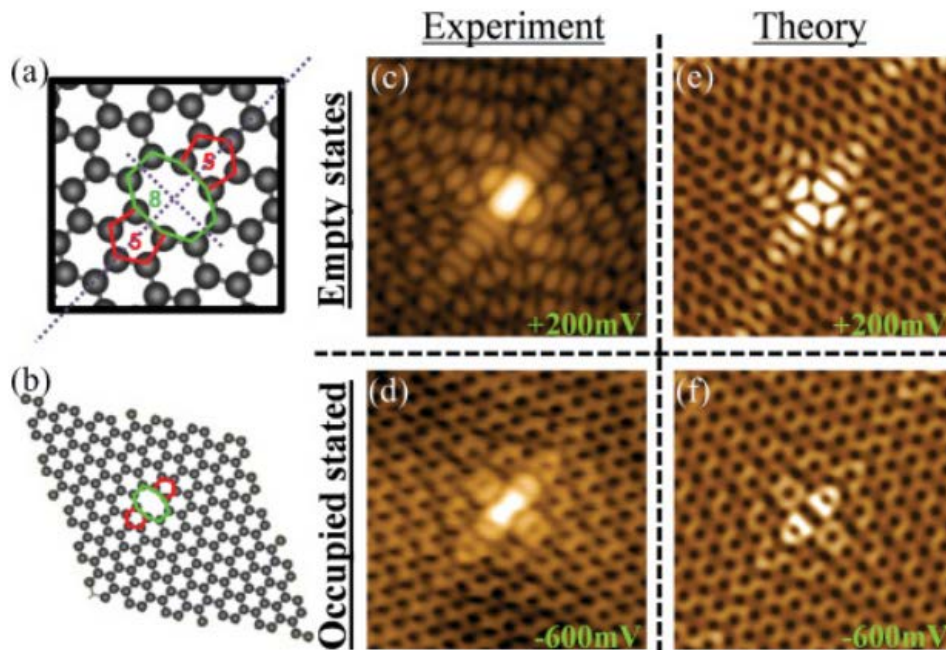 Experiment
Theory
(a)
5
8
5
(b)
Empty states
Occupied stated
(c)
+200mV
(e)
+200mV
(d)
-600mV
(f)
-600mV